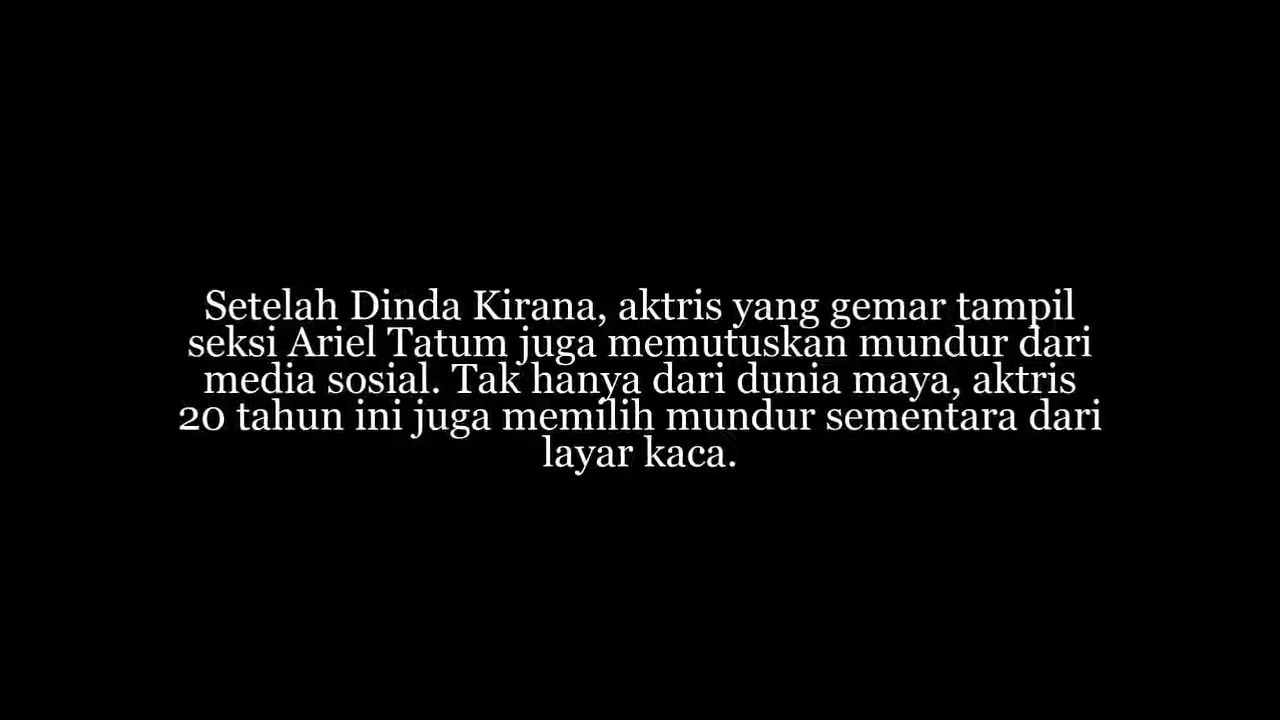 Setelah Dinda Kirana, aktris yang gemar tampil
seksi Ariel Tatum juga memutuskan mundur dari
media sosial. Tak hanya dari dunia maya, aktris
20 tahun ini juga memilih mundur sementara dari
layar kaca.